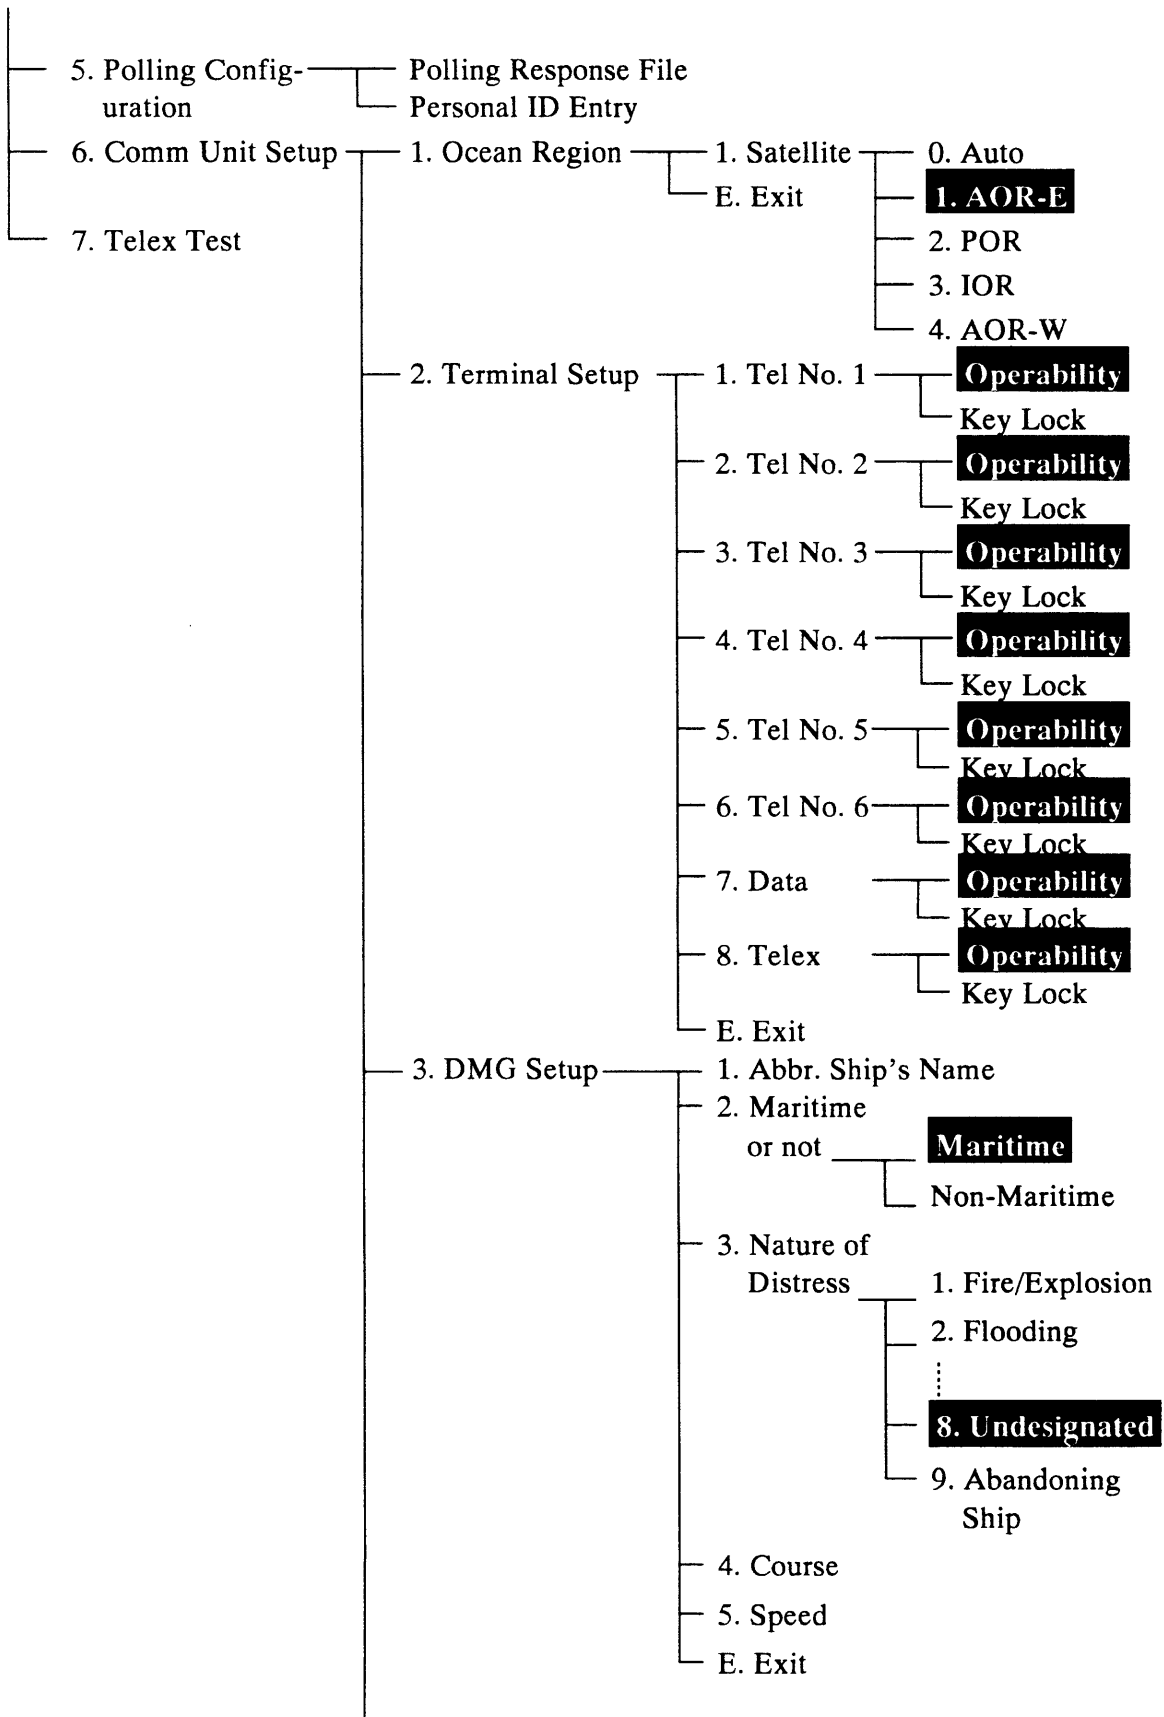 5. Polling Config- Polling Response File
uration Personal ID Entry
6. Comm Unit Setup 1. Ocean Region 1. Satellite 0. Auto
E. Exit 1. AOR-E
7. Telex Test 2. POR
3. IOR
4. AOR-W
2. Terminal Setup 1. Tel No. 1 Operability
Key Lock
2. Tel No. 2 Operability
Key Lock
3. Tel No. 3 Operability
Key Lock
4. Tel No. 4 Operability
Key Lock
5. Tel No. 5 Operability
Key Lock
6. Tel No. 6 Operability
Key Lock
7. Data Operability
Key Lock
8. Telex Operability
Key Lock
E. Exit
3. DMG Setup 1. Abbr. Ship's Name
2. Maritime
or not Maritime
Non-Maritime
3. Nature of
Distress 1. Fire/Explosion
2. Flooding
8. Undesignated
9. Abandoning
Ship
4. Course
5. Speed
E. Exit